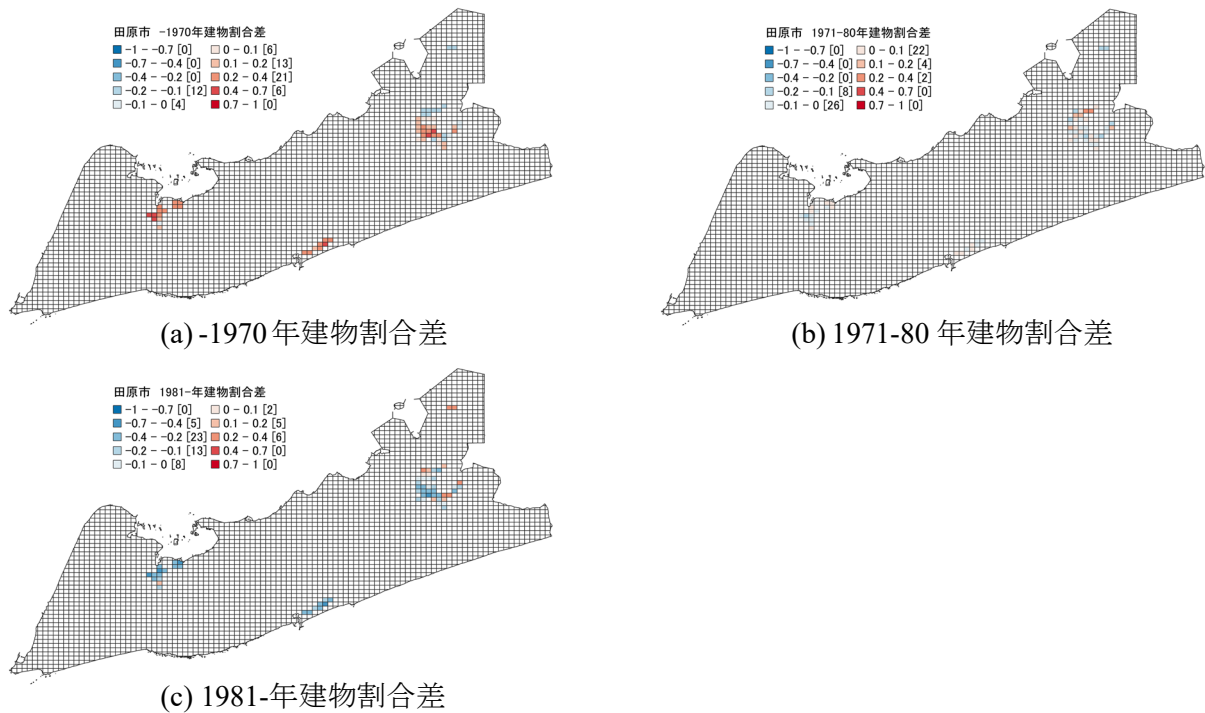 田原市 -1970年建物割合差
-1 - -0.7 [0] 0 - 0.1 [6]
-0.7 - -0.4 [0] 0.1 - 0.2 [13]
-0.4 - -0.2 [0] 0.2 - 0.4 [21]
-0.2 - -0.1 [12] 0.4 - 0.7 [6]
-0.1 - 0 [4] 0.7 - 1 [0]
(a) -1970年建物割合差
田原市 1971-80年建物割合差
-1 - -0.7 [0] 0 - 0.1 [22]
-0.7 - -0.4 [0] 0.1 - 0.2 [4]
-0.4 - -0.2 [0] 0.2 - 0.4 [2]
-0.2 - -0.1 [8] 0.4 - 0.7 [0]
-0.1 - 0 [26] 0.7 - 1 [0]
(b) 1971-80 年建物割合差
田原市 1981-年建物割合差
-1 - -0.7 [0] 0 - 0.1 [2]
-0.7 - -0.4 [5] 0.1 - 0.2 [5]
-0.4 - -0.2 [23] 0.2 - 0.4 [6]
-0.2 - -0.1 [13] 0.4 - 0.7 [0]
-0.1 - 0 [8] 0.7 - 1 [0]
(c) 1981-年建物割合差